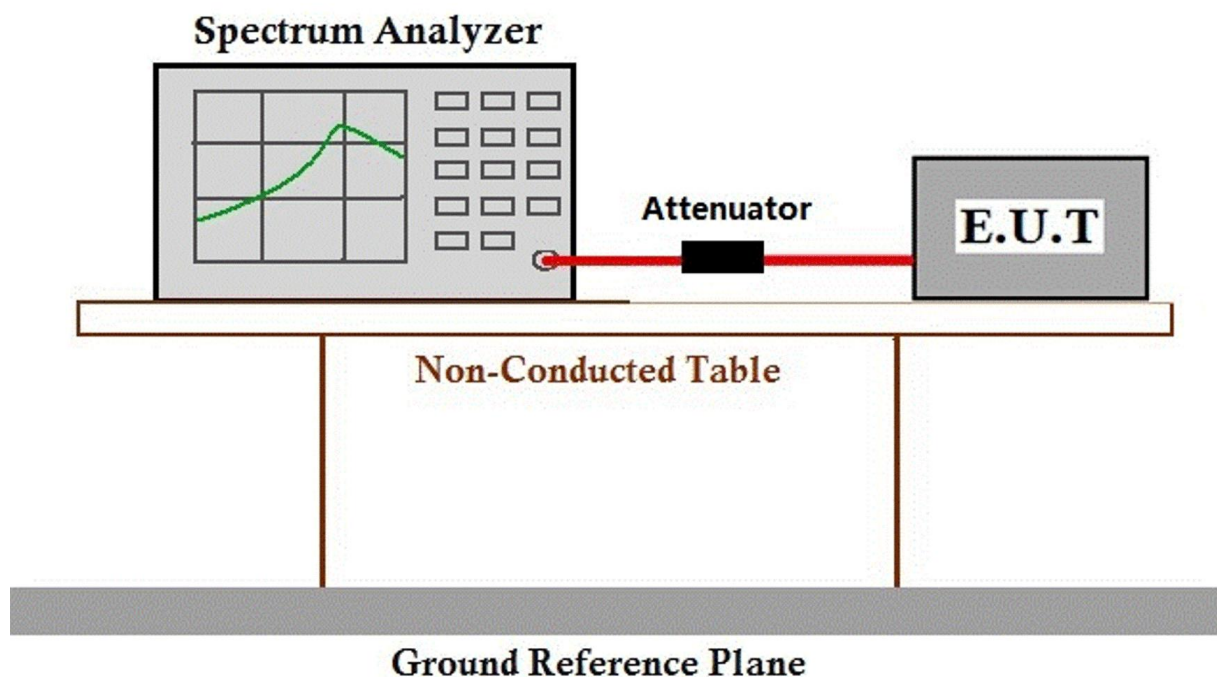 Spectrum Analyzer
Attenuator
E.U.T
Non-Conducted Table
Ground Reference Plane